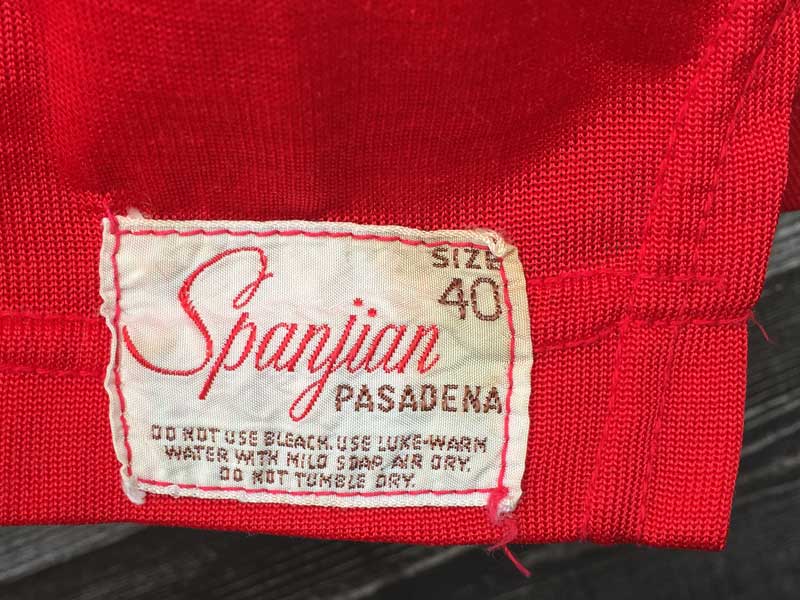 SIZE
40
Spanjian
PASADENA
DO NOT USE BLEACH. USE LUKE-WARM
WATER WITH MILD SOAP, AIR DRY.
DO NOT TUMBLE DRY.